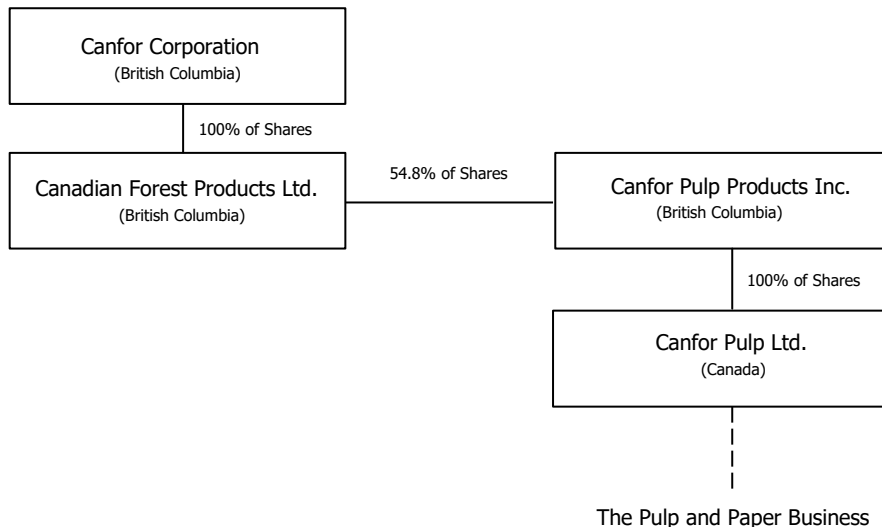 Canfor Corporation
(British Columbia)
100% of Shares
Canadian Forest Products Ltd.
(British Columbia)
54.8% of Shares
Canfor Pulp Products Inc.
(British Columbia)
100% of Shares
Canfor Pulp Ltd.
(Canada)
The Pulp and Paper Business